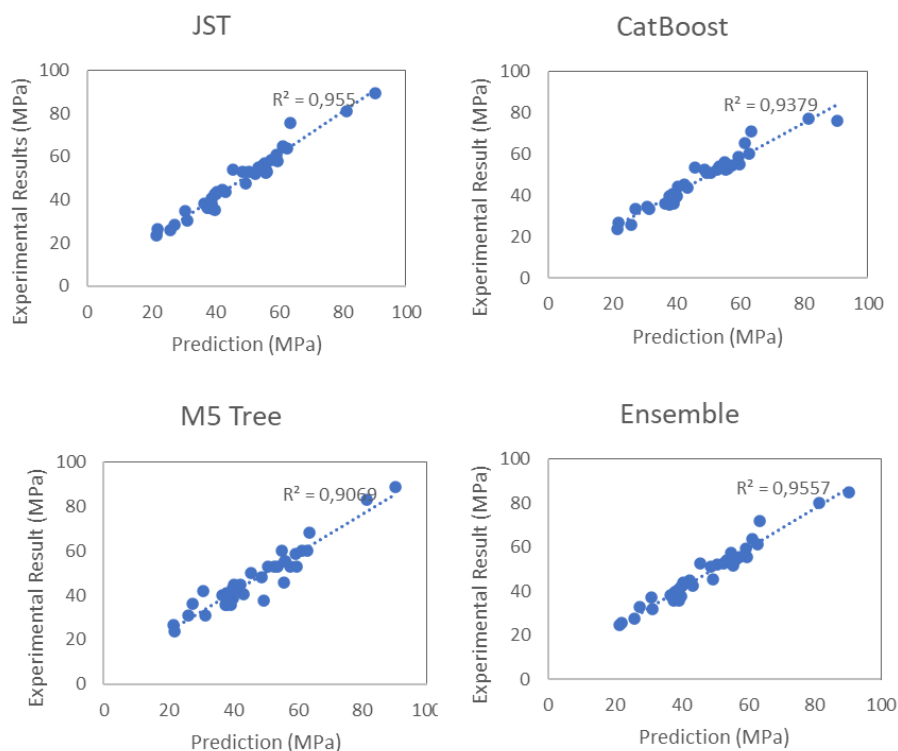 JST
Experimental Results (MPa)
100
80
60
40
20
0
R² = 0,955
0 20 40 60 80 100
Prediction (MPa)
CatBoost
Experimental Result (MPa)
100
80
60
40
20
0
R² = 0,9379
0 20 40 60 80 100
Prediction (MPa)
M5 Tree
Experimental Result (MPa)
100
80
60
40
20
0
R² = 0,9069
0 20 40 60 80 100
Prediction (MPa)
Ensemble
Experimental Result (MPa)
100
80
60
40
20
0
R² = 0,9557
0 20 40 60 80 100
Prediction (MPa)